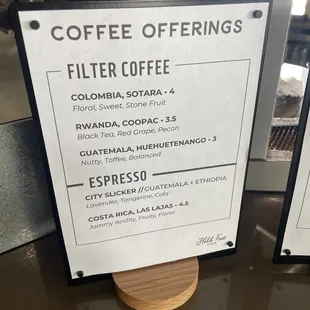 COFFEE OFFERINGS
FILTER COFFEE
COLOMBIA, SOTARA • 4
Floral, Sweet, Stone Fruit
RWANDA, COOPAC • 3.5
Black Tea, Red Grape, Pecan
GUATEMALA, HUEHUETENANGO • 3
Nutty, Toffee, Balanced
ESPRESSO
CITY SLICKER // GUATEMALA + ETHIOPIA
Lavender, Tangerine, Cola
COSTA RICA, LAS LAJAS • 4.5
Jammy Acidity, Fruity, Floral